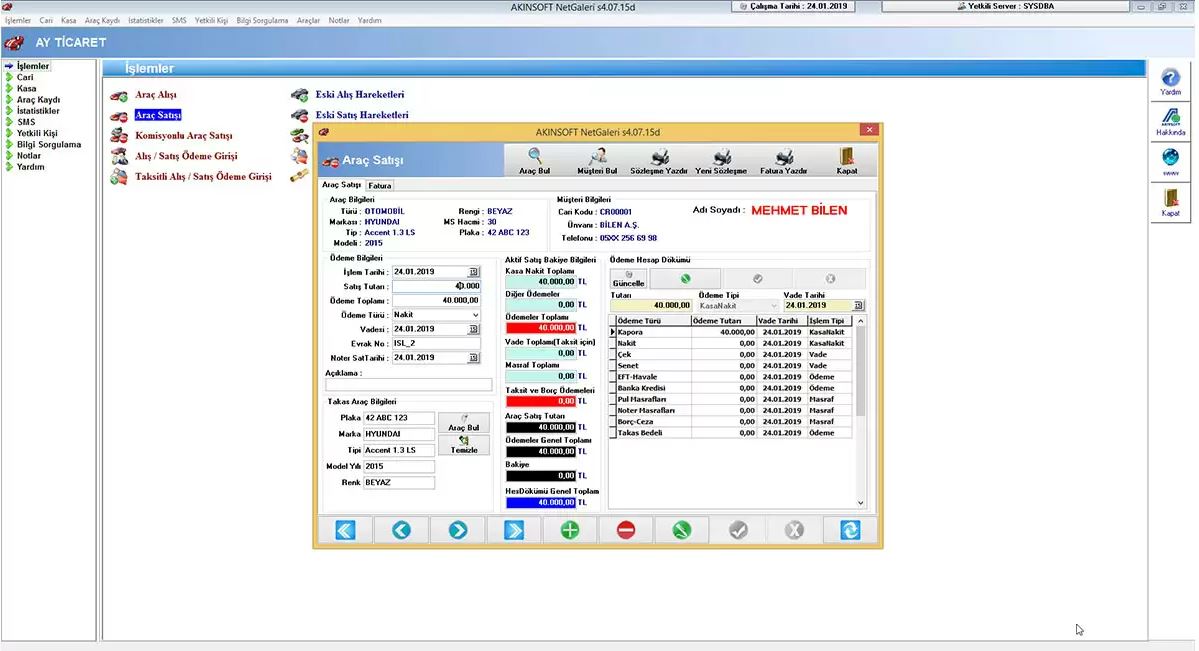 AKINSOFT NetGaleri s4.07.15d
Çalışma Tarihi : 24.01.2019
Yetkili Server : SYSDBA
İşlemler Cari Kasa Araç Kaydı İstatistikler SMS Yetkili Kişi Bilgi Sorgulama Araçlar Notlar Yardım
AY TİCARET
İşlemler
Cari
Kasa
Araç Kaydı
İstatistikler
SMS
Yetkili Kişi
Bilgi Sorgulama
Notlar
Yardım
İşlemler
Araç Alışı
Araç Satışı
Komisyonlu Araç Satışı
Alış / Satış Ödeme Girişi
Taksitli Alış / Satış Ödeme Girişi
Eski Alış Hareketleri
Eski Satış Hareketleri
Yardım
AKINSOFT
Hakkında
www
Kapat
AKINSOFT NetGaleri s4.07.15d
Araç Satışı
Araç Bul
Müşteri Bul
Sözleşme Yazdır
Yeni Sözleşme
Fatura Yazdır
Kapat
Araç Satışı Fatura
Araç Bilgileri
Türü : OTOMOBİL Rengi : BEYAZ
Markası : HYUNDAI MS Hacmi : 30
Tip : Accent 1.3 LS Plaka : 42 ABC 123
Modeli : 2015
Müşteri Bilgileri
Cari Kodu : CR00001 Adı Soyadı : MEHMET BİLEN
Ünvanı : BİLEN A.Ş.
Telefonu : 05XX 256 69 98
Ödeme Bilgileri
İşlem Tarihi : 24.01.2019
Satış Tutarı : 40.000
Ödeme Toplamı : 40.000,00
Ödeme Türü : Nakit
Vadesi : 24.01.2019
Evrak No : ISL_2
Noter SatTarihi : 24.01.2019
Açıklama :
Takas Araç Bilgileri
Plaka 42 ABC 123
Marka HYUNDAI
Tipi Accent 1.3 LS
Model Yılı 2015
Renk BEYAZ
Araç Bul
Temizle
Aktif Satış Bakiye Bilgileri
Kasa Nakit Toplamı
40.000,00 TL
Diğer Ödemeler
0,00 TL
Ödemeler Toplamı
40.000,00 TL
Vade Toplamı(Taksit için)
0,00 TL
Masraf Toplamı
0,00 TL
Taksit ve Borç Ödemeleri
0,00 TL
Araç Satış Tutarı
40.000,00 TL
Ödemeler Genel Toplamı
40.000,00 TL
Bakiye
0,00 TL
HesDökümü Genel Toplam
40.000,00 TL
Ödeme Hesap Dökümü
Güncelle
Tutarı Ödeme Tipi Vade Tarihi
40.000,00 KasaNakit 24.01.2019
Ödeme Türü Ödeme Tutarı Vade Tarihi İşlem Tipi
Kapora 40.000,00 24.01.2019 KasaNakit
Nakit 0,00 24.01.2019 KasaNakit
Çek 0,00 24.01.2019 Vade
Senet 0,00 24.01.2019 Vade
EFT-Havale 0,00 24.01.2019 Ödeme
Banka Kredisi 0,00 24.01.2019 Ödeme
Pul Masrafları 0,00 24.01.2019 Masraf
Noter Masrafları 0,00 24.01.2019 Masraf
Borç-Ceza 0,00 24.01.2019 Masraf
Takas Bedeli 0,00 24.01.2019 Ödeme